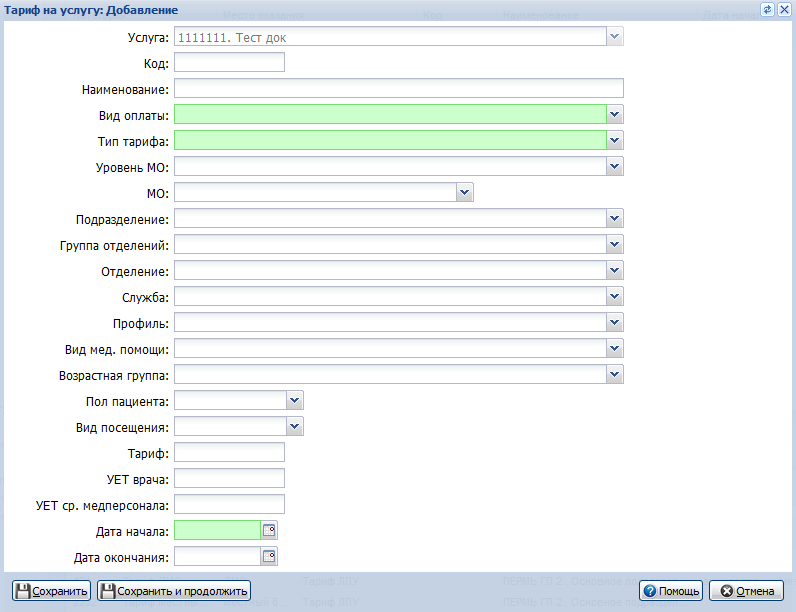 Тариф на услугу: Добавление
Услуга: 1111111. Тест док
Код:
Наименование:
Вид оплаты:
Тип тарифа:
Уровень МО:
МО:
Подразделение:
Группа отделений:
Отделение:
Служба:
Профиль:
Вид мед. помощи:
Возрастная группа:
Пол пациента:
Вид посещения:
Тариф:
УЕТ врача:
УЕТ ср. медперсонала:
Дата начала:
Дата окончания:
Сохранить Сохранить и продолжить Помощь Отмена